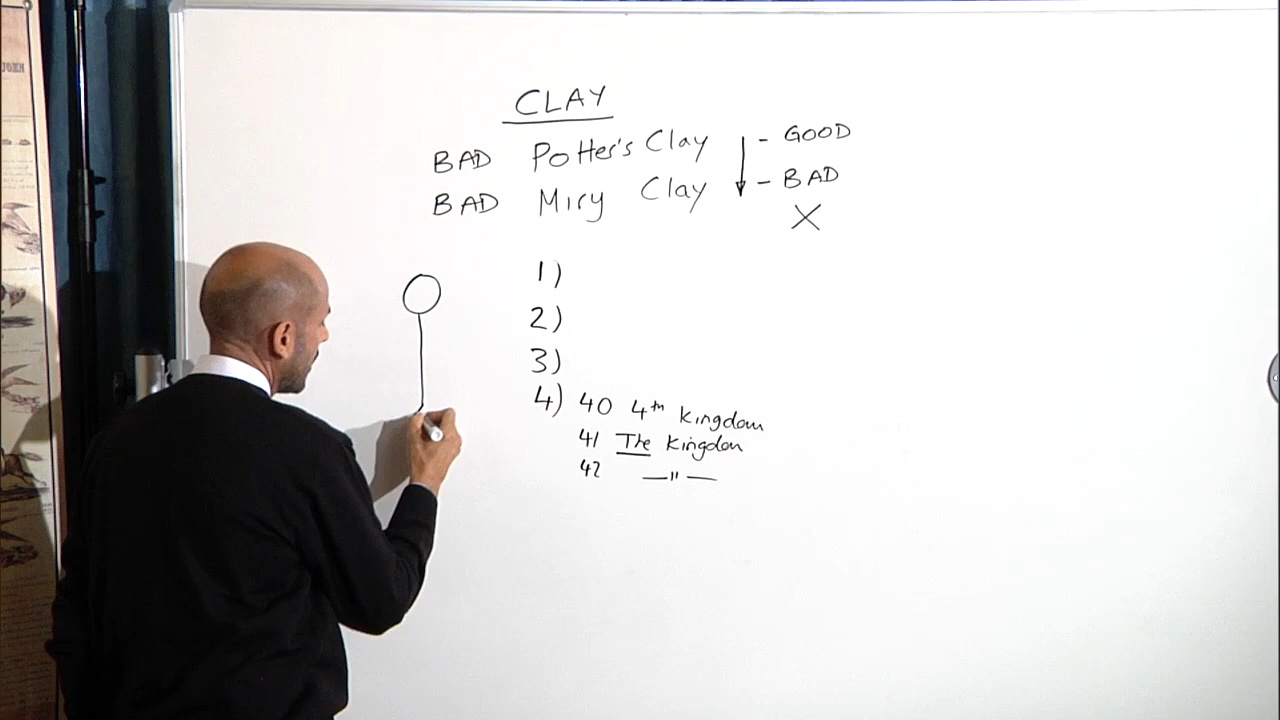 CLAY
BAD Potter's Clay - GOOD
BAD Miry Clay - BAD
X
1)
2)
3)
4) 40 4th kingdom
41 The Kingdom
42 —"—